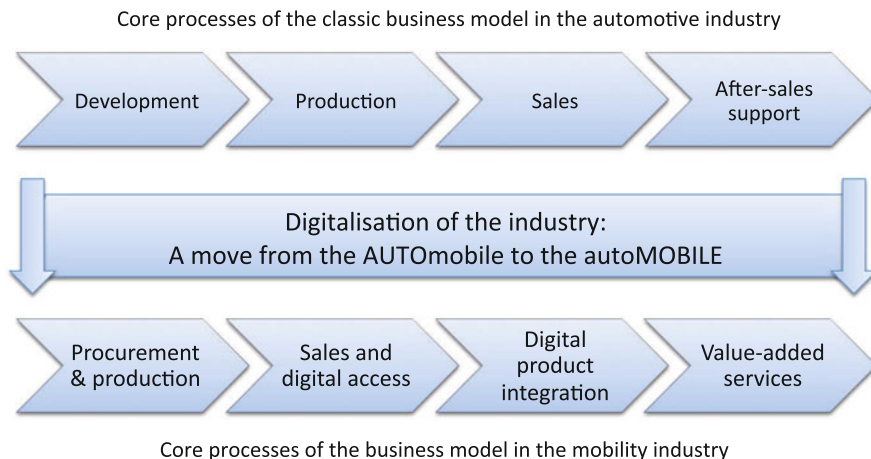 Core processes of the classic business model in the automotive industry
Development
Production
Sales
After-sales
support
Digitalisation of the industry:
A move from the AUTOmobile to the autoMOBILE
Procurement
& production
Sales and
digital access
Digital
product
integration
Value-added
services
Core processes of the business model in the mobility industry